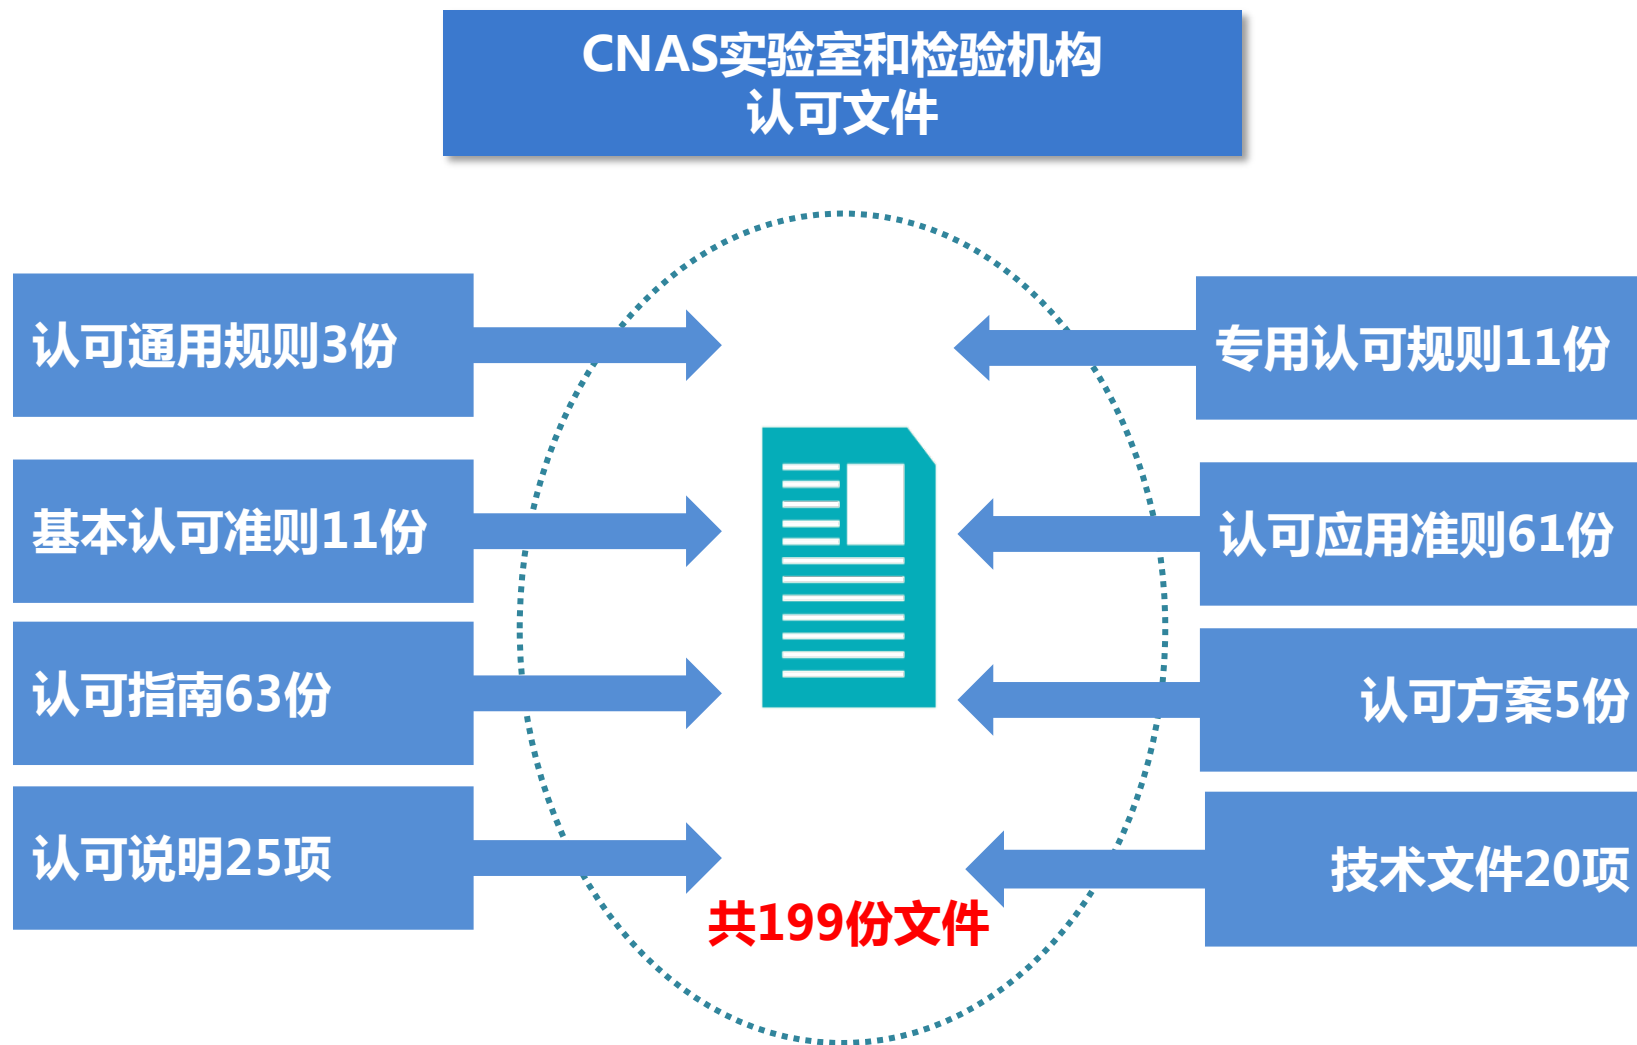 CNAS实验室和检验机构
认可文件
认可通用规则3份
专用认可规则11份
基本认可准则11份
认可应用准则61份
认可指南63份
认可方案5份
认可说明25项
技术文件20项
共199份文件